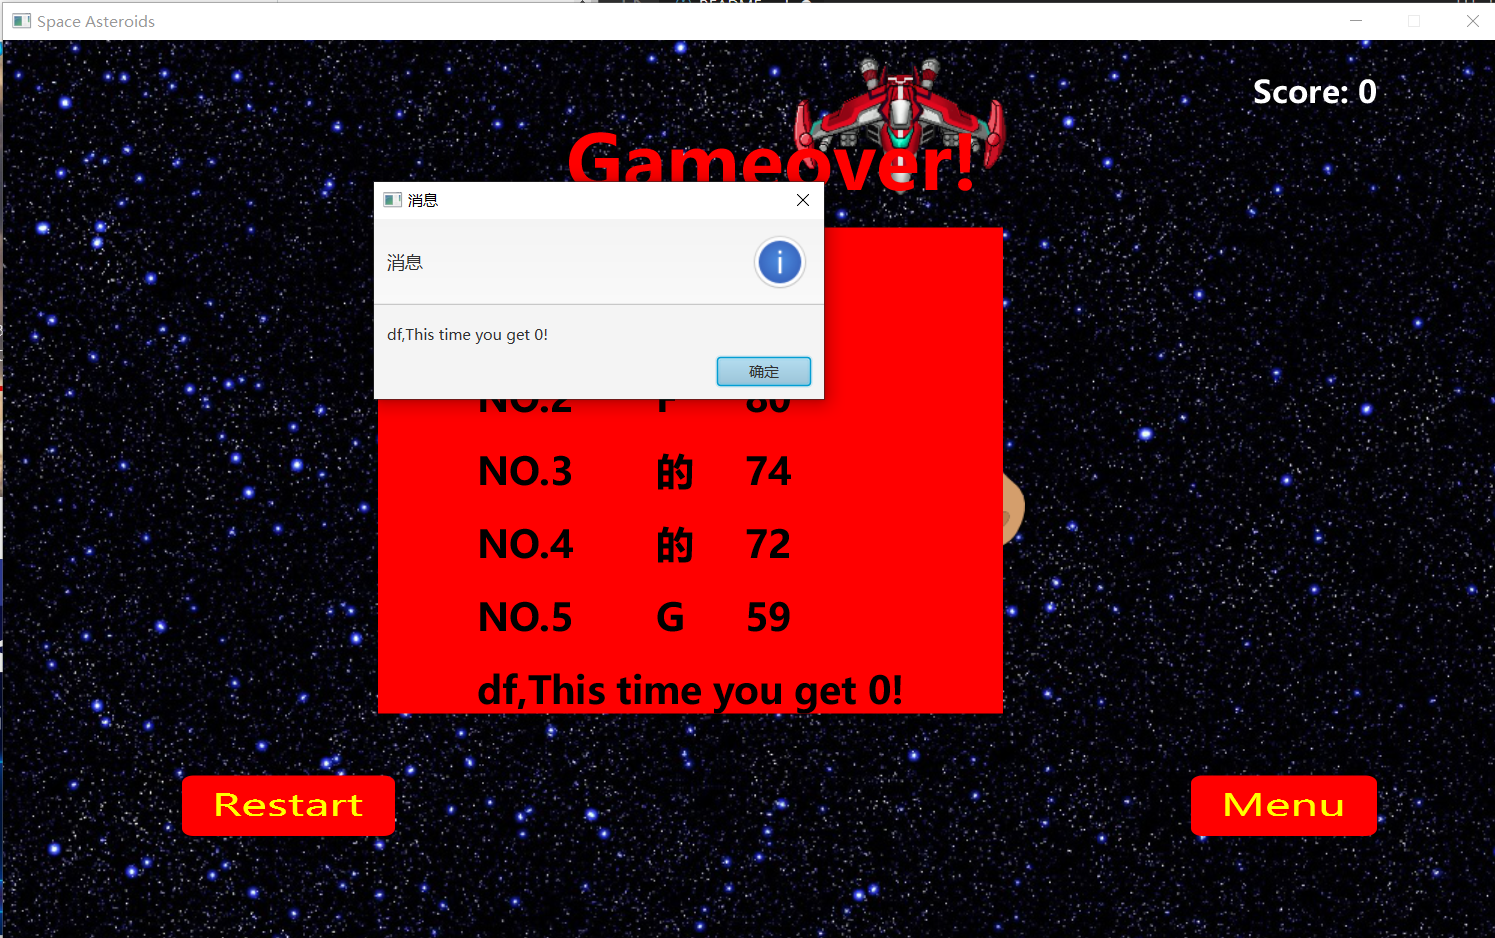 Space Asteroids
Score: 0
Gameover!
消息
消息
df,This time you get 0!
确定
NO.2 F 80
NO.3 的 74
NO.4 的 72
NO.5 G 59
df,This time you get 0!
Restart
Menu